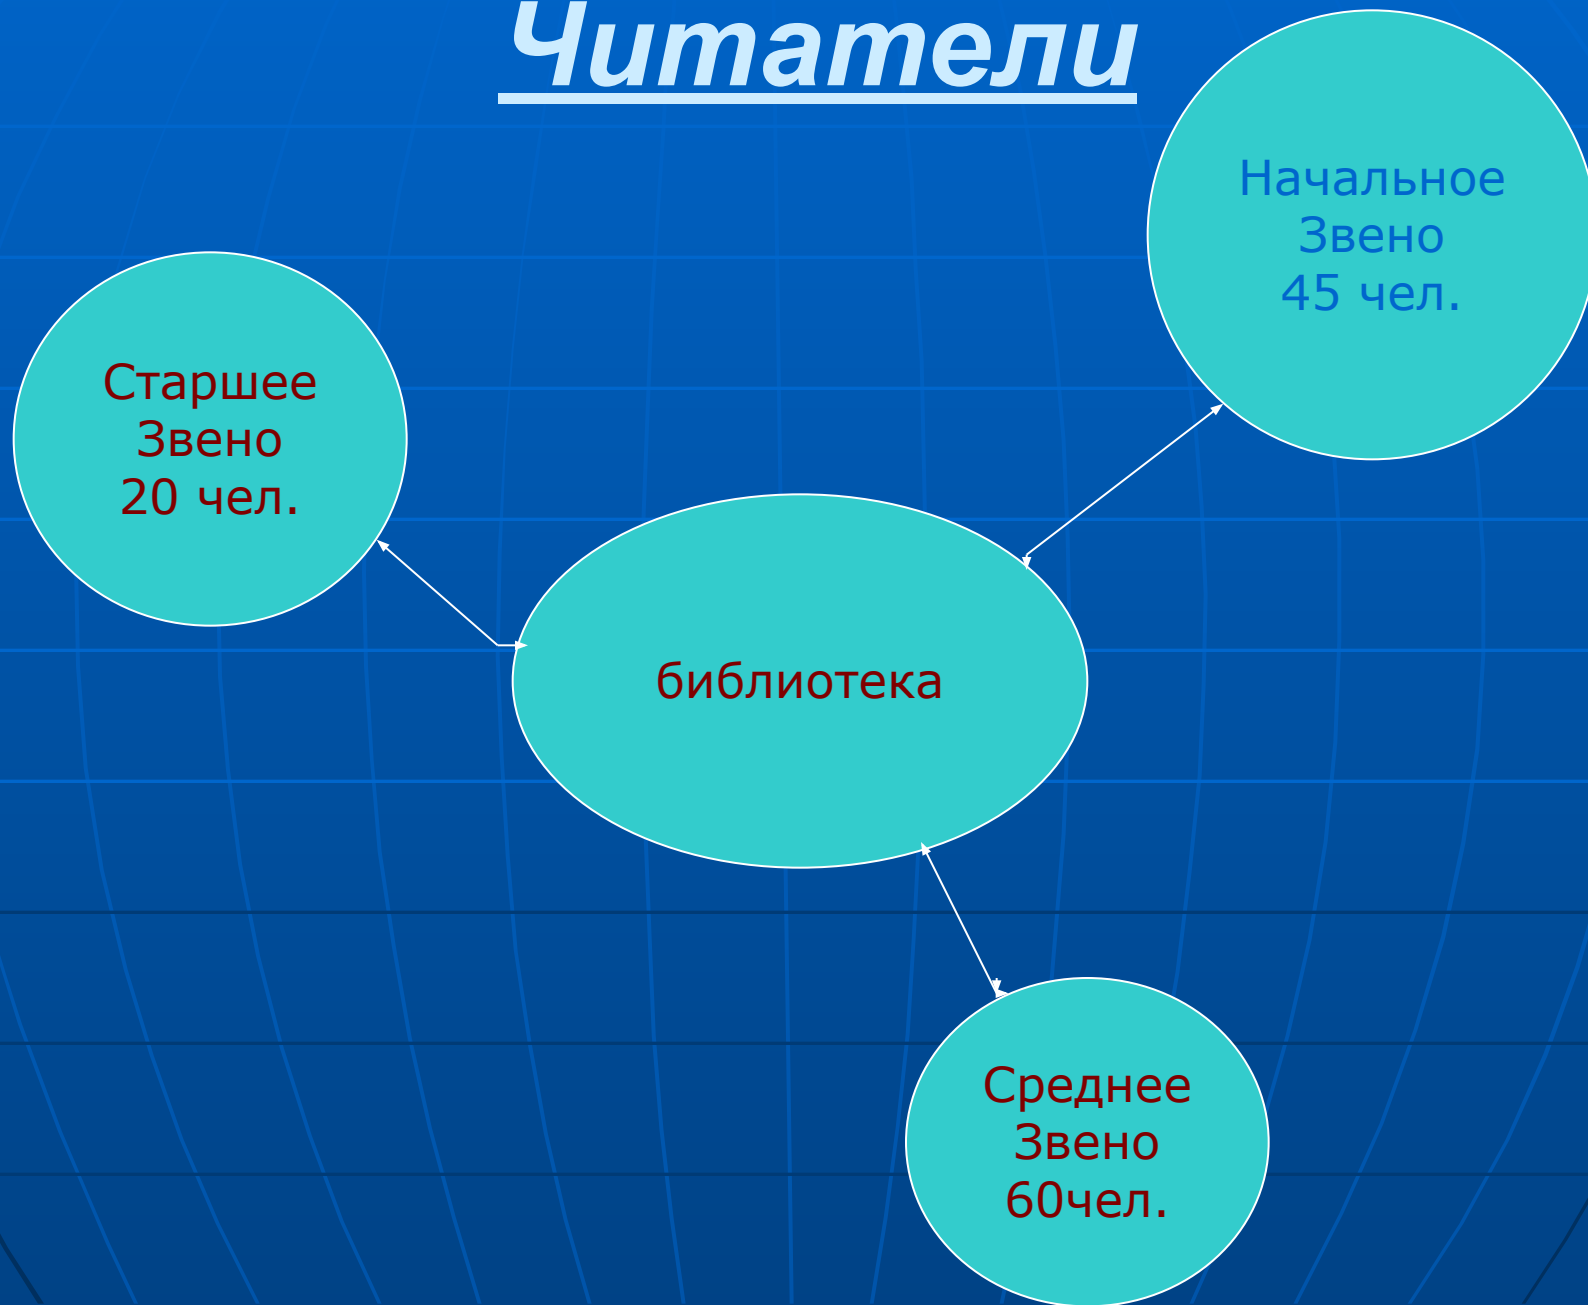 Читатели
Начальное
Звено
45 чел.
Старшее
Звено
20 чел.
библиотека
Среднее
Звено
60чел.